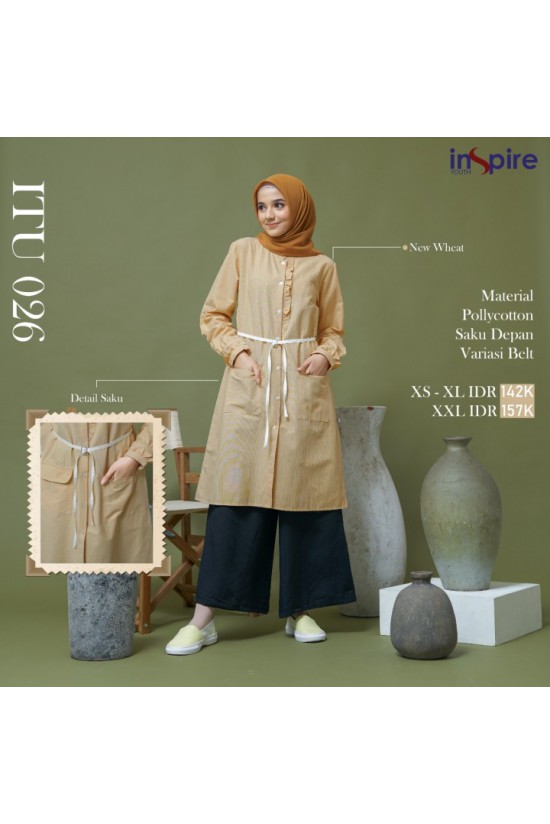 inSpire
YOUTH
ITU 026
New Wheat
Material
Pollycotton
Saku Depan
Variasi Belt
XS - XL IDR 142K
XXL IDR 157K
Detail Saku